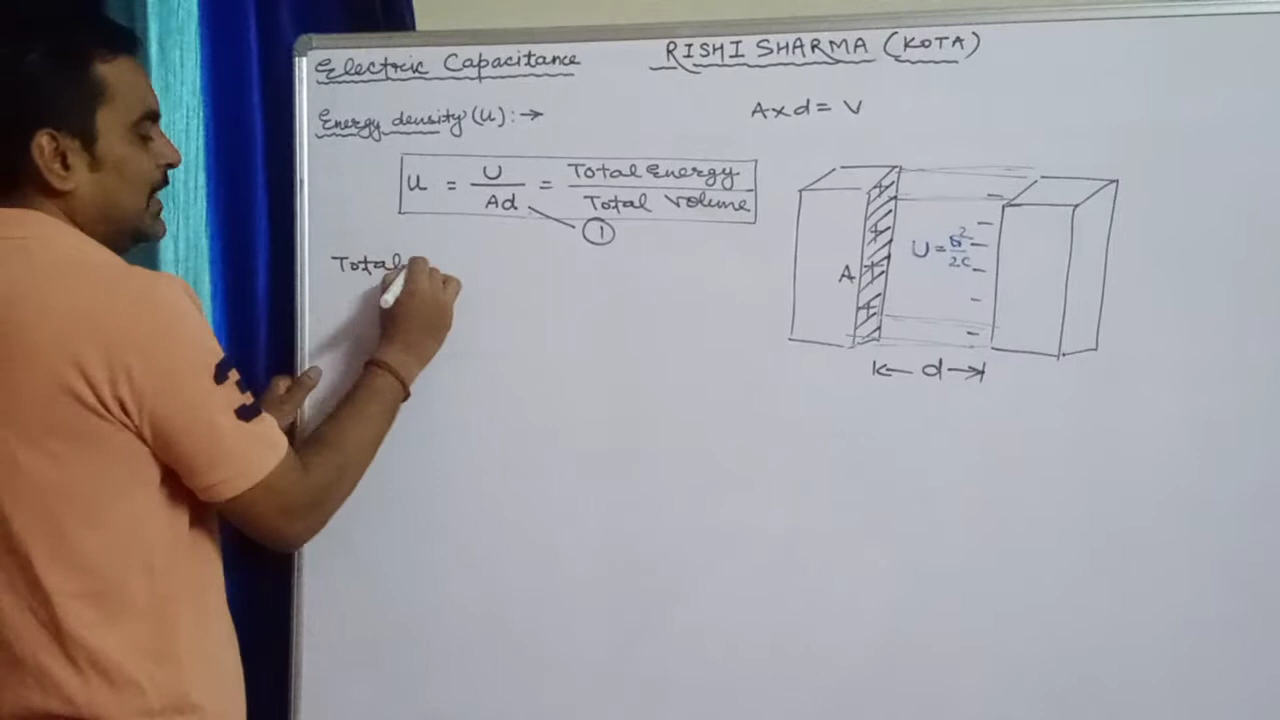 Electric Capacitance RISHI SHARMA (KOTA)
Energy density (u) :→
A x d = V
u = U / Ad = Total Energy / Total Volume
①
Total
A
U = Q² / 2C
d